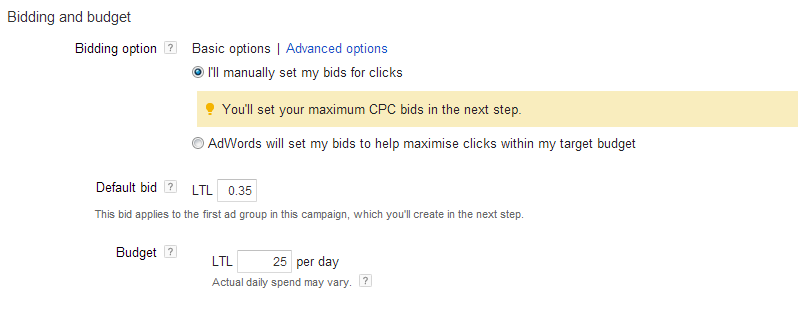 Bidding and budget
Bidding option ? Basic options | Advanced options
I'll manually set my bids for clicks
You'll set your maximum CPC bids in the next step.
AdWords will set my bids to help maximise clicks within my target budget
Default bid ? LTL 0.35
This bid applies to the first ad group in this campaign, which you'll create in the next step.
Budget ?
LTL 25 per day
Actual daily spend may vary. ?